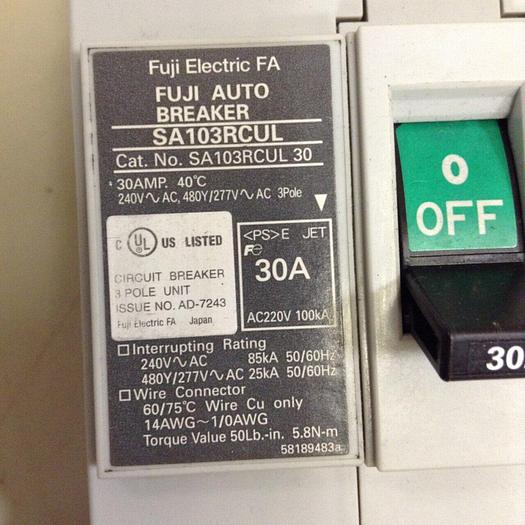 Fuji Electric FA
FUJI AUTO
BREAKER
SA103RCUL
Cat. No. SA103RCUL 30
30AMP. 40℃
240V∿AC, 480Y/277V∿AC 3Pole
C UL US LISTED
CIRCUIT BREAKER
3 POLE UNIT
ISSUE NO. AD-7243
Fuji Electric FA Japan
<PS>E JET
Fe
30A
AC220V 100kA
□Interrupting Rating
240V∿AC 85kA 50/60Hz
480Y/277V∿AC 25kA 50/60Hz
□Wire Connector
60/75℃ Wire Cu only
14AWG~1/0AWG
Torque Value 50Lb.-in. 5.8N-m
58189483a
O
OFF
30